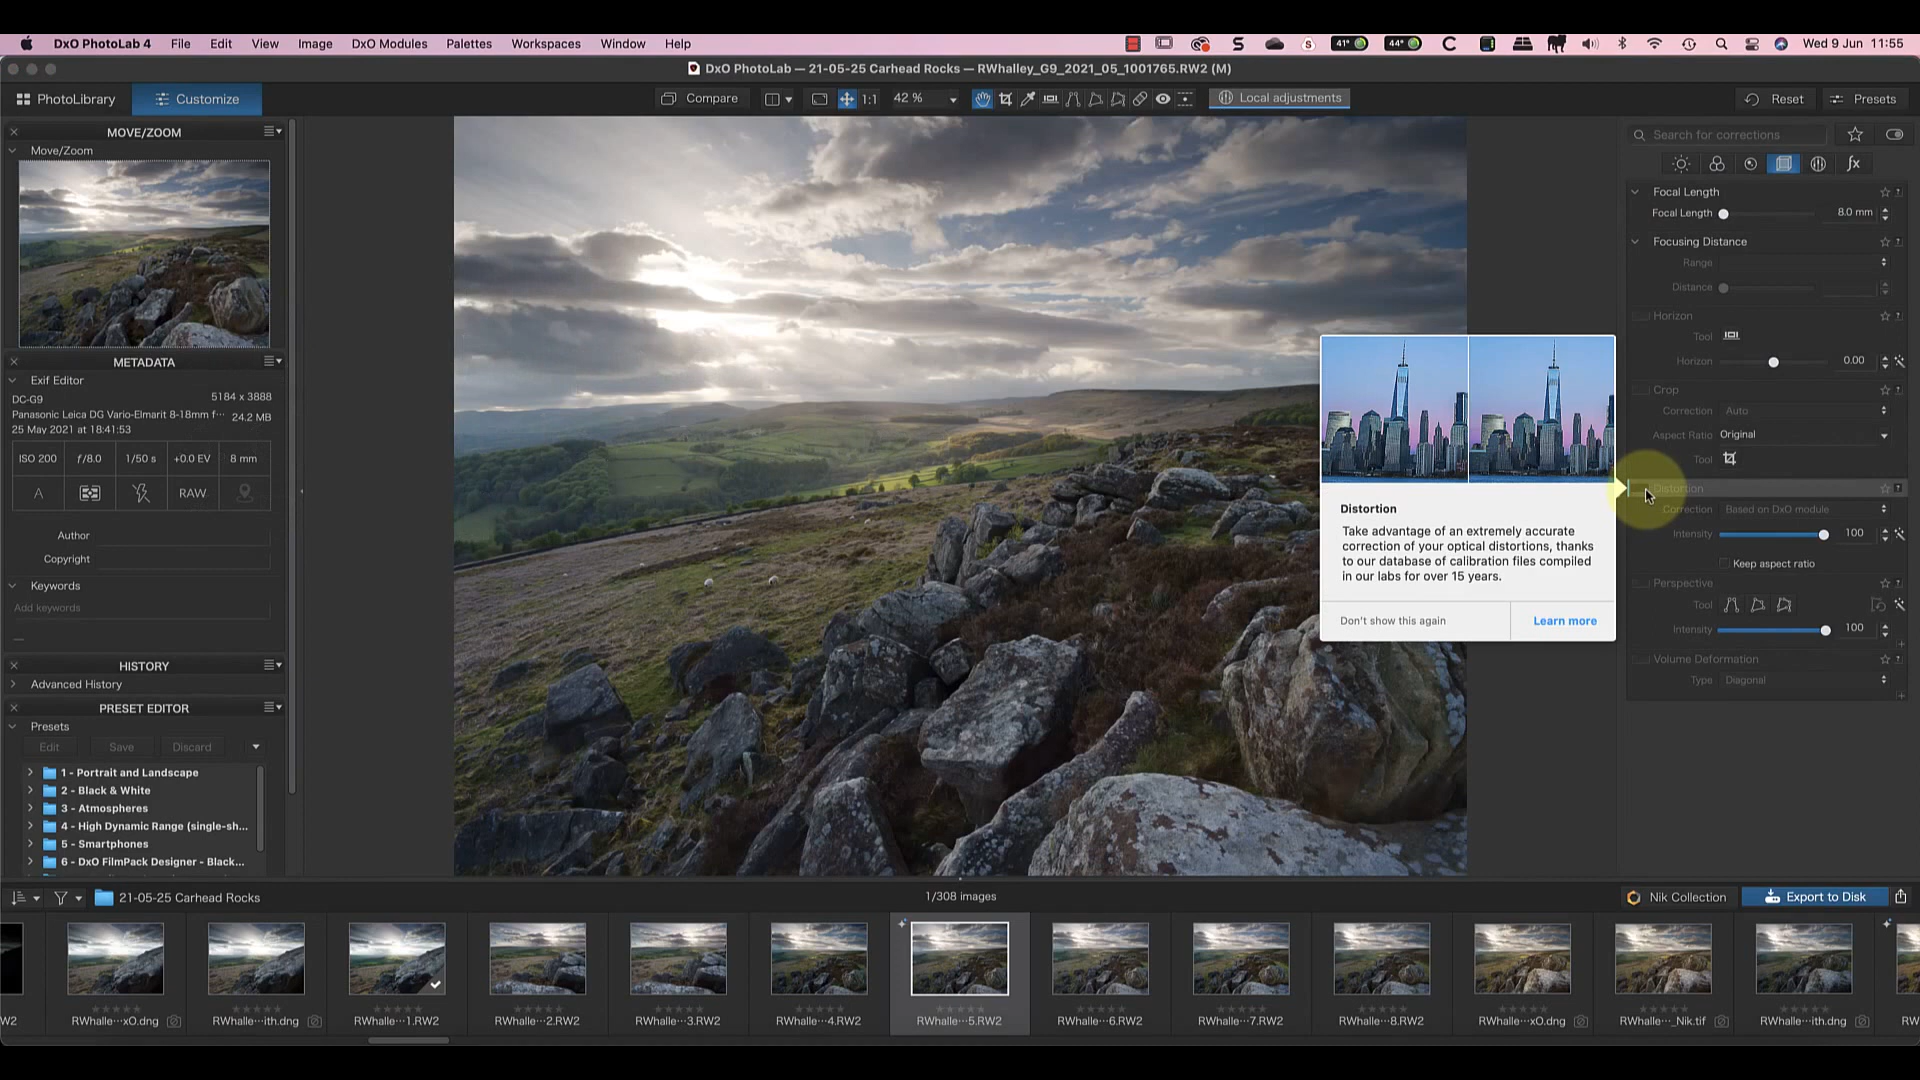 DxO PhotoLab 4 File Edit View Image DxO Modules Palettes Workspaces Window Help 41° 44° Wed 9 Jun 11:55
DxO PhotoLab — 21-05-25 Carhead Rocks — RWhalley_G9_2021_05_1001765.RW2 (M)
PhotoLibrary Customize Compare 1:1 42 % Local adjustments Reset Presets
MOVE/ZOOM
Move/Zoom
METADATA
Exif Editor
DC-G9 5184 x 3888
Panasonic Leica DG Vario-Elmarit 8-18mm f··· 24.2 MB
25 May 2021 at 18:41:53
ISO 200 ƒ/8.0 1/50 s +0.0 EV 8 mm
A RAW
Author
Copyright
Keywords
Add keywords
HISTORY
Advanced History
PRESET EDITOR
Presets
Edit Save Discard
1 - Portrait and Landscape
2 - Black & White
3 - Atmospheres
4 - High Dynamic Range (single-sh...
5 - Smartphones
6 - DxO FilmPack Designer - Black...
Distortion
Take advantage of an extremely accurate
correction of your optical distortions, thanks
to our database of calibration files compiled
in our labs for over 15 years.
Don't show this again Learn more
Search for corrections
Focal Length
Focal Length 8.0 mm
Focusing Distance
Range
Distance
Horizon
Tool
Horizon 0.00
Crop
Correction Auto
Aspect Ratio Original
Tool
Distortion
Correction Based on DxO module
Intensity 100
Keep aspect ratio
Perspective
Tool
Intensity 100
Volume Deformation
Type Diagonal
21-05-25 Carhead Rocks 1/308 images Nik Collection Export to Disk
W2 RWhalle···xO.dng RWhalle···ith.dng RWhalle···1.RW2 RWhalle···2.RW2 RWhalle···3.RW2 RWhalle···4.RW2 RWhalle···5.RW2 RWhalle···6.RW2 RWhalle···7.RW2 RWhalle···8.RW2 RWhalle···xO.dng RWhalle···_Nik.tif RWhalle···ith.dng RW